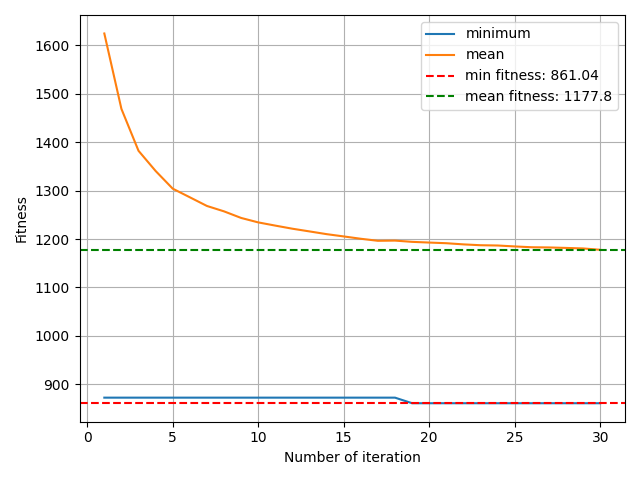 minimum
mean
min fitness: 861.04
mean fitness: 1177.8
Fitness
1600
1500
1400
1300
1200
1100
1000
900
0 5 10 15 20 25 30
Number of iteration